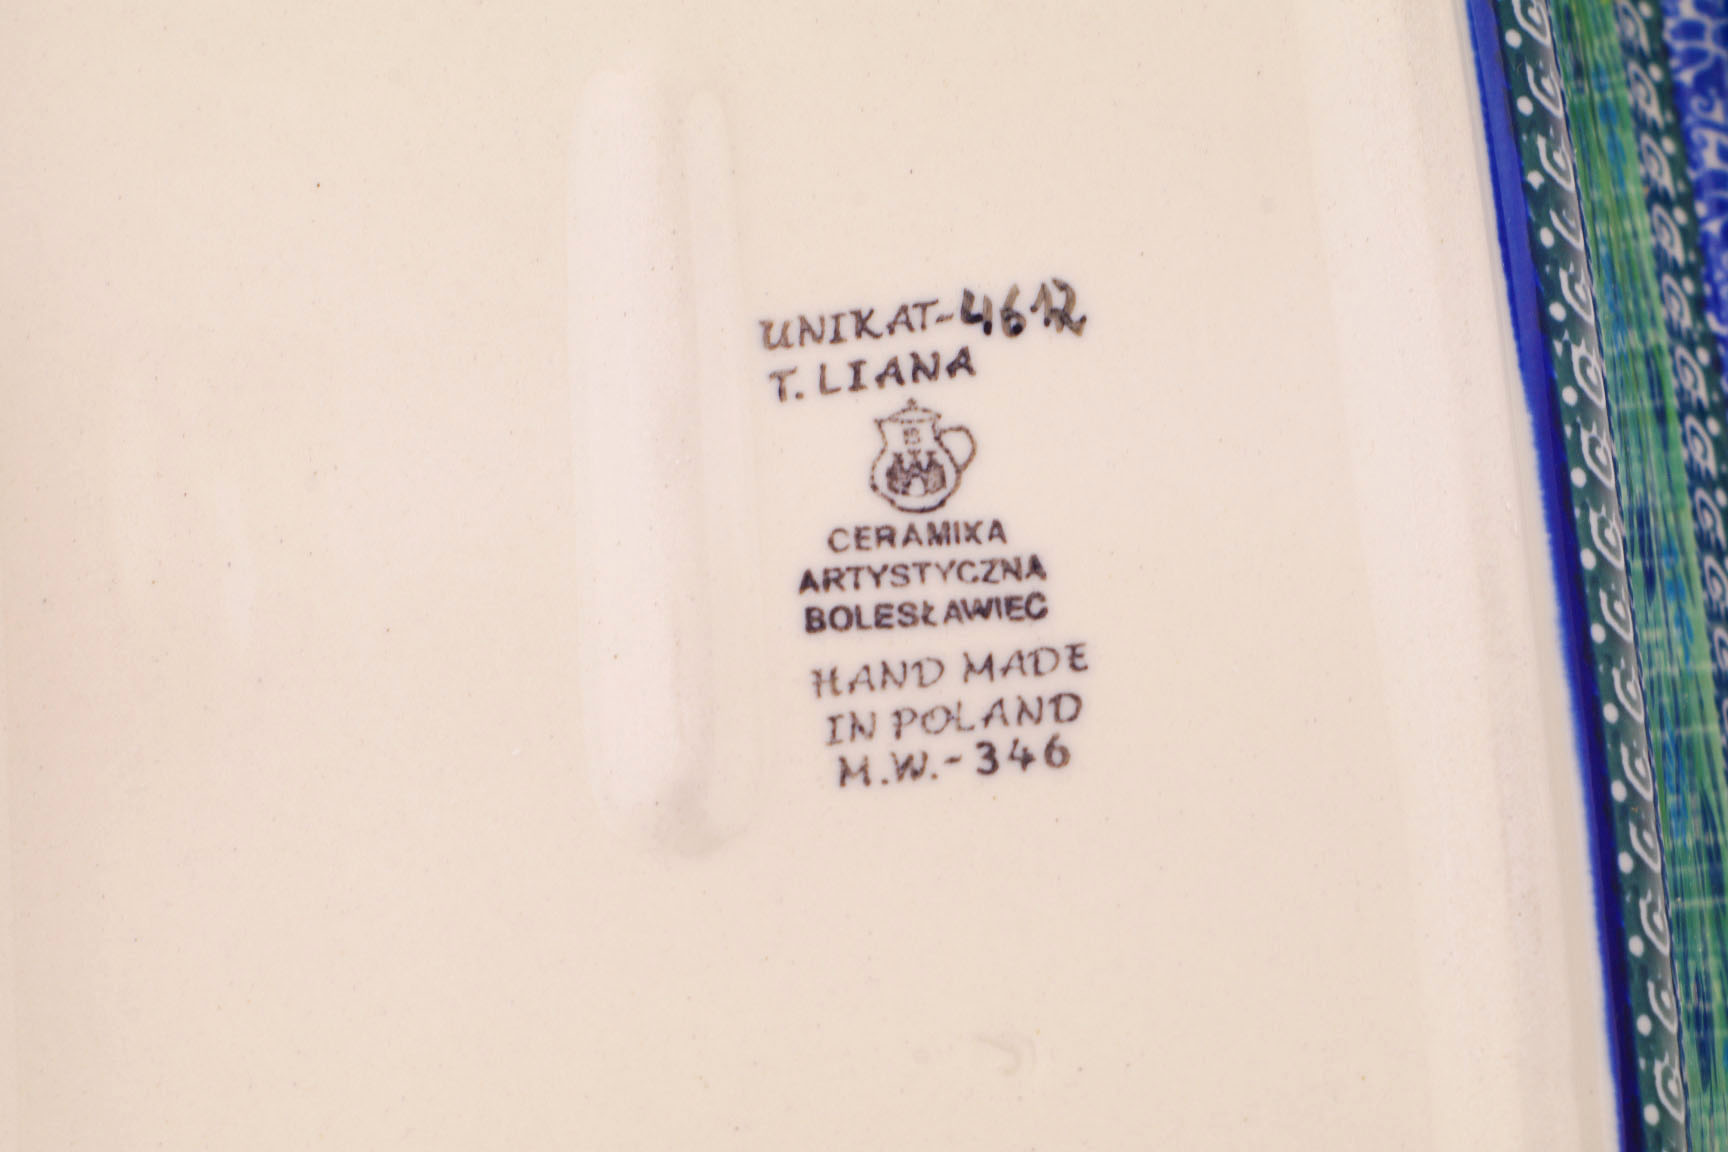 UNIKAT-4612
T. LIANA
B
CERAMIKA
ARTYSTYCZNA
BOLESŁAWIEC
HAND MADE
IN POLAND
M.W.-346